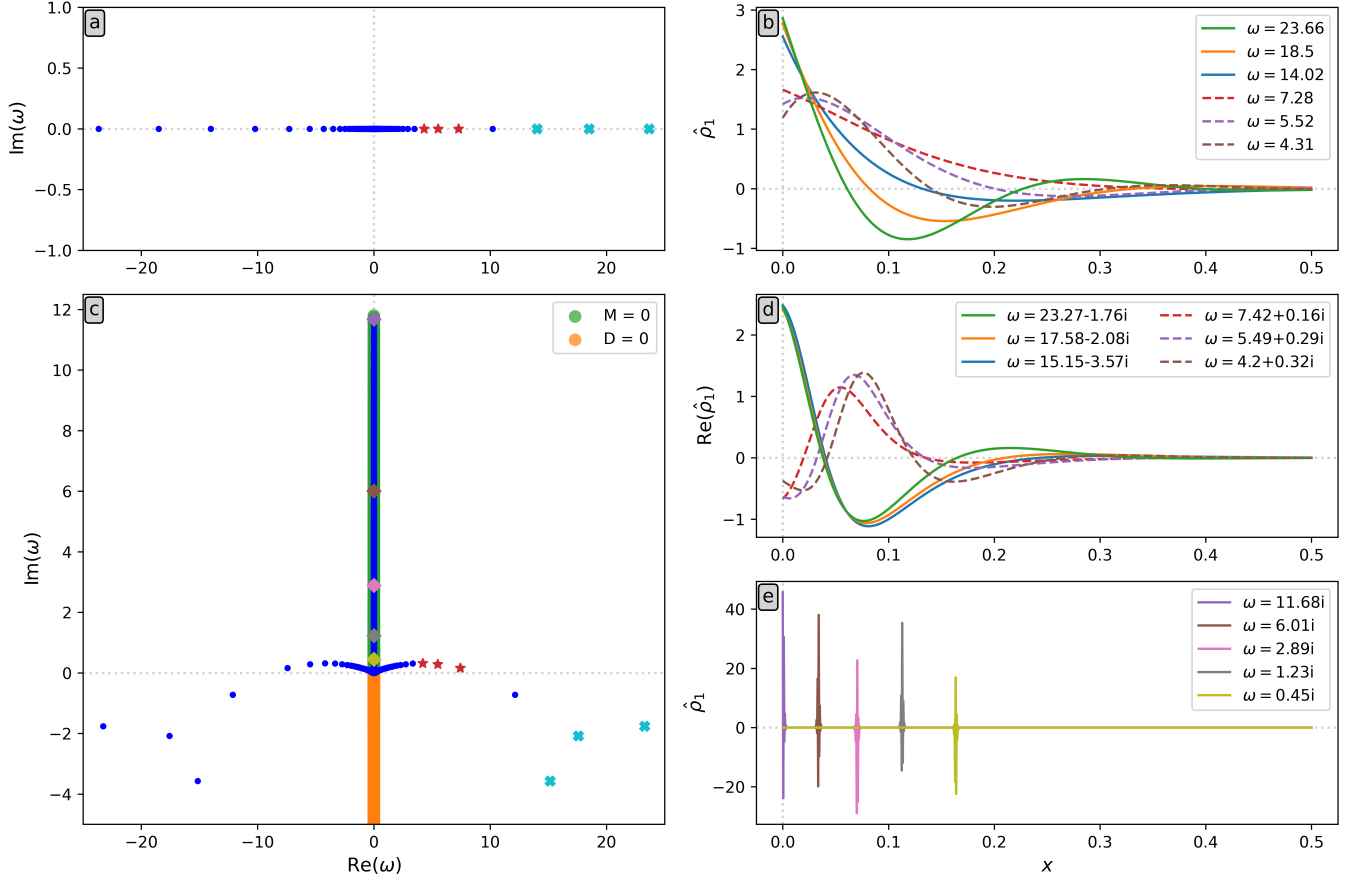 a
1.0
0.5
0.0
−0.5
−1.0
Im(ω)
−20
−10
0
10
20
b
3
2
1
0
−1
ρ̂₁
ω = 23.66
ω = 18.5
ω = 14.02
ω = 7.28
ω = 5.52
ω = 4.31
0.0
0.1
0.2
0.3
0.4
0.5
c
12
10
8
6
4
2
0
−2
−4
Im(ω)
M = 0
D = 0
−20
−10
0
10
20
Re(ω)
d
2
1
0
−1
Re(ρ̂₁)
ω = 23.27-1.76i
ω = 17.58-2.08i
ω = 15.15-3.57i
ω = 7.42+0.16i
ω = 5.49+0.29i
ω = 4.2+0.32i
0.0
0.1
0.2
0.3
0.4
0.5
e
40
20
0
−20
ρ̂₁
ω = 11.68i
ω = 6.01i
ω = 2.89i
ω = 1.23i
ω = 0.45i
0.0
0.1
0.2
0.3
0.4
0.5
x